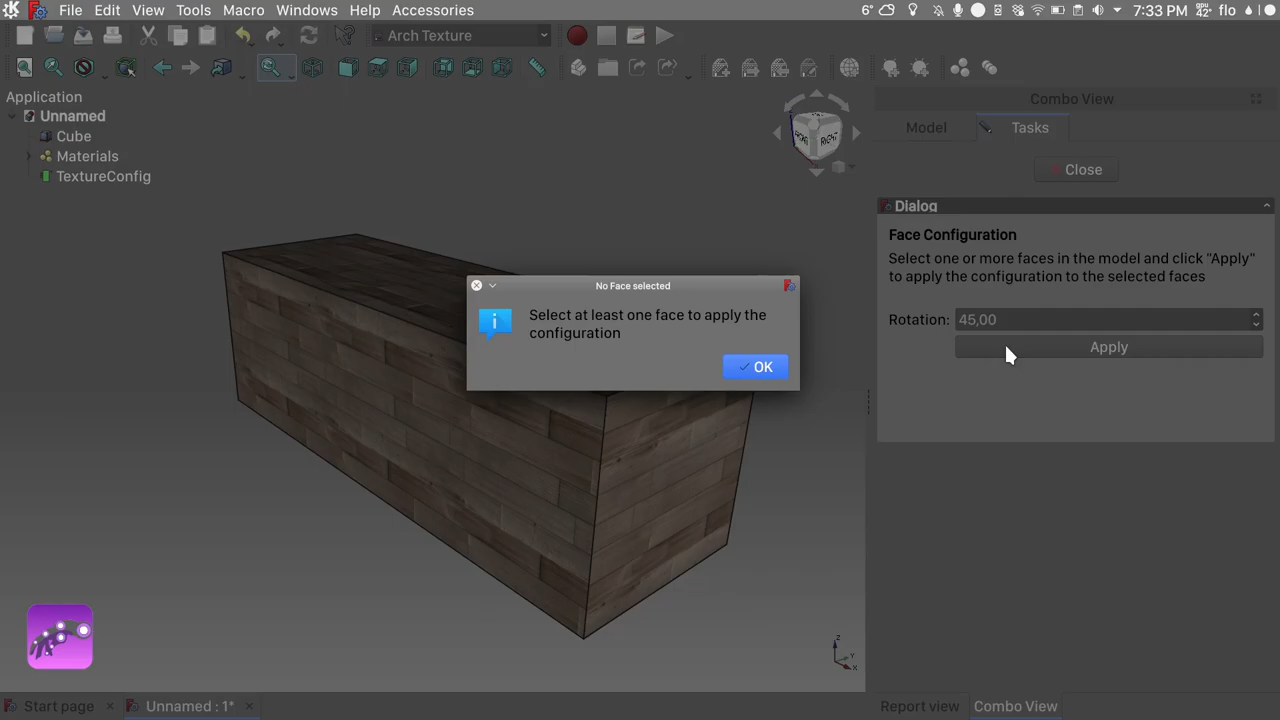 File Edit View Tools Macro Windows Help Accessories
6° 7:33 PM 42° flo
Arch Texture
Application
Unnamed
Cube
Materials
TextureConfig
RIGHT
Combo View
Model Tasks
Close
Dialog
Face Configuration
Select one or more faces in the model and click "Apply"
to apply the configuration to the selected faces
Rotation: 45,00
Apply
No Face selected
Select at least one face to apply the
configuration
OK
Z
Y
X
Start page Unnamed : 1*
Report view Combo View